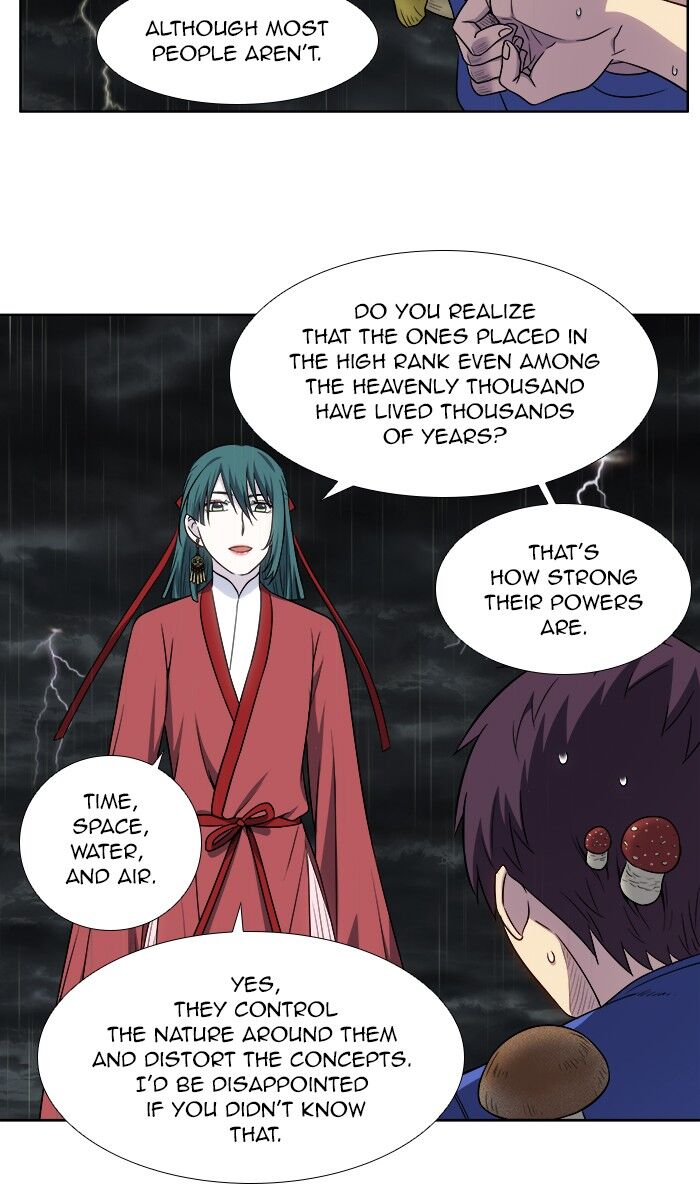 ALTHOUGH MOST
PEOPLE AREN'T.
DO YOU REALIZE
THAT THE ONES PLACED IN
THE HIGH RANK EVEN AMONG
THE HEAVENLY THOUSAND
HAVE LIVED THOUSANDS
OF YEARS?
THAT'S
HOW STRONG
THEIR POWERS
ARE.
TIME,
SPACE,
WATER,
AND AIR.
YES,
THEY CONTROL
THE NATURE AROUND THEM
AND DISTORT THE CONCEPTS.
I'D BE DISAPPOINTED
IF YOU DIDN'T KNOW
THAT.